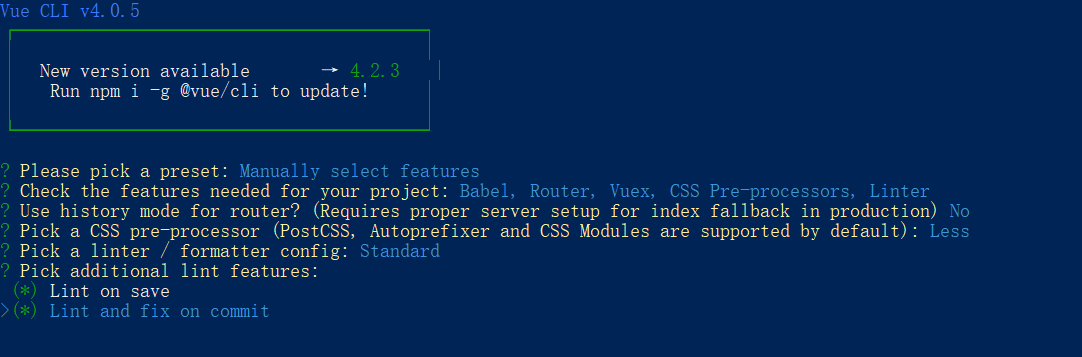 Vue CLI v4.0.5
New version available → 4.2.3
Run npm i -g @vue/cli to update!
? Please pick a preset: Manually select features
? Check the features needed for your project: Babel, Router, Vuex, CSS Pre-processors, Linter
? Use history mode for router? (Requires proper server setup for index fallback in production) No
? Pick a CSS pre-processor (PostCSS, Autoprefixer and CSS Modules are supported by default): Less
? Pick a linter / formatter config: Standard
? Pick additional lint features:
(*) Lint on save
>(*) Lint and fix on commit